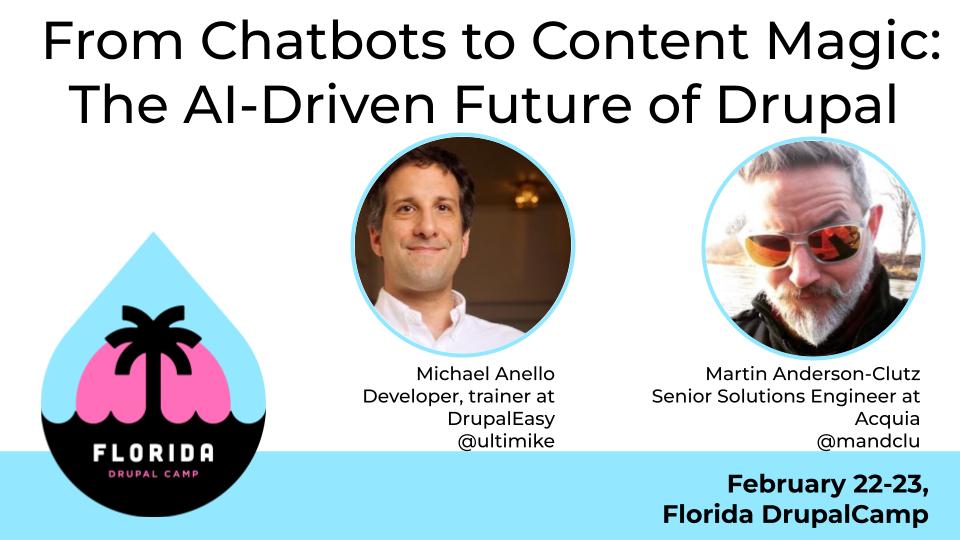 From Chatbots to Content Magic:
The AI-Driven Future of Drupal
Michael Anello
Developer, trainer at
DrupalEasy
@ultimike
Martin Anderson-Clutz
Senior Solutions Engineer at
Acquia
@mandclu
FLORIDA
DRUPAL CAMP
February 22-23,
Florida DrupalCamp